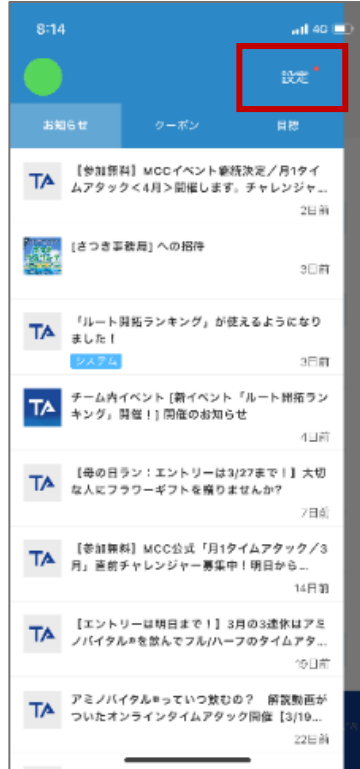 8:14
4G
設定
お知らせ
クーポン
目標
TA
【参加無料】MCCイベント継続決定／月1タイ
ムアタック＜4月＞開催します。チャレンジャ...
2日前
[さつき事務局] への招待
3日前
TA
「ルート開拓ランキング」が使えるようになり
ました！
システム
3日前
TA
チーム内イベント [新イベント「ルート開拓ラン
キング」開催！] 開催のお知らせ
4日前
TA
【母の日ラン：エントリーは3/27まで！】大切
な人にフラワーギフトを贈りませんか?
7日前
TA
【参加無料】MCC公式「月1タイムアタック／3
月」直前チャレンジャー募集中！明日から...
14日前
TA
【エントリーは明日まで！】3月の3連休はアミ
ノバイタル®を飲んでフル/ハーフのタイムアタ...
19日前
TA
アミノバイタル®っていつ飲むの？ 解説動画が
ついたオンラインタイムアタック開催【3/19...
22日前